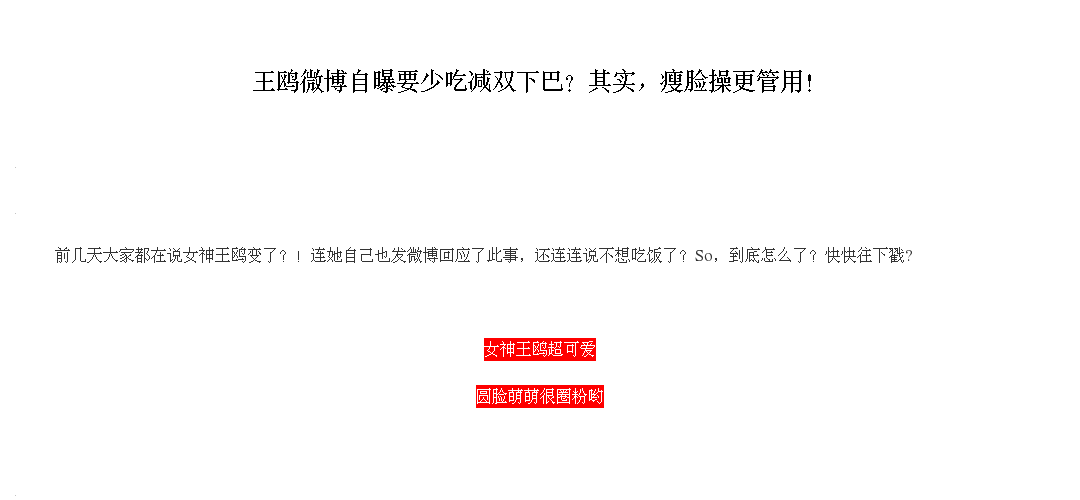 王鸥微博自曝要少吃减双下巴？其实，瘦脸操更管用！
前几天大家都在说女神王鸥变了？！连她自己也发微博回应了此事，还连连说不想吃饭了？So，到底怎么了？快快往下戳？
女神王鸥超可爱
圆脸萌萌很圈粉哟